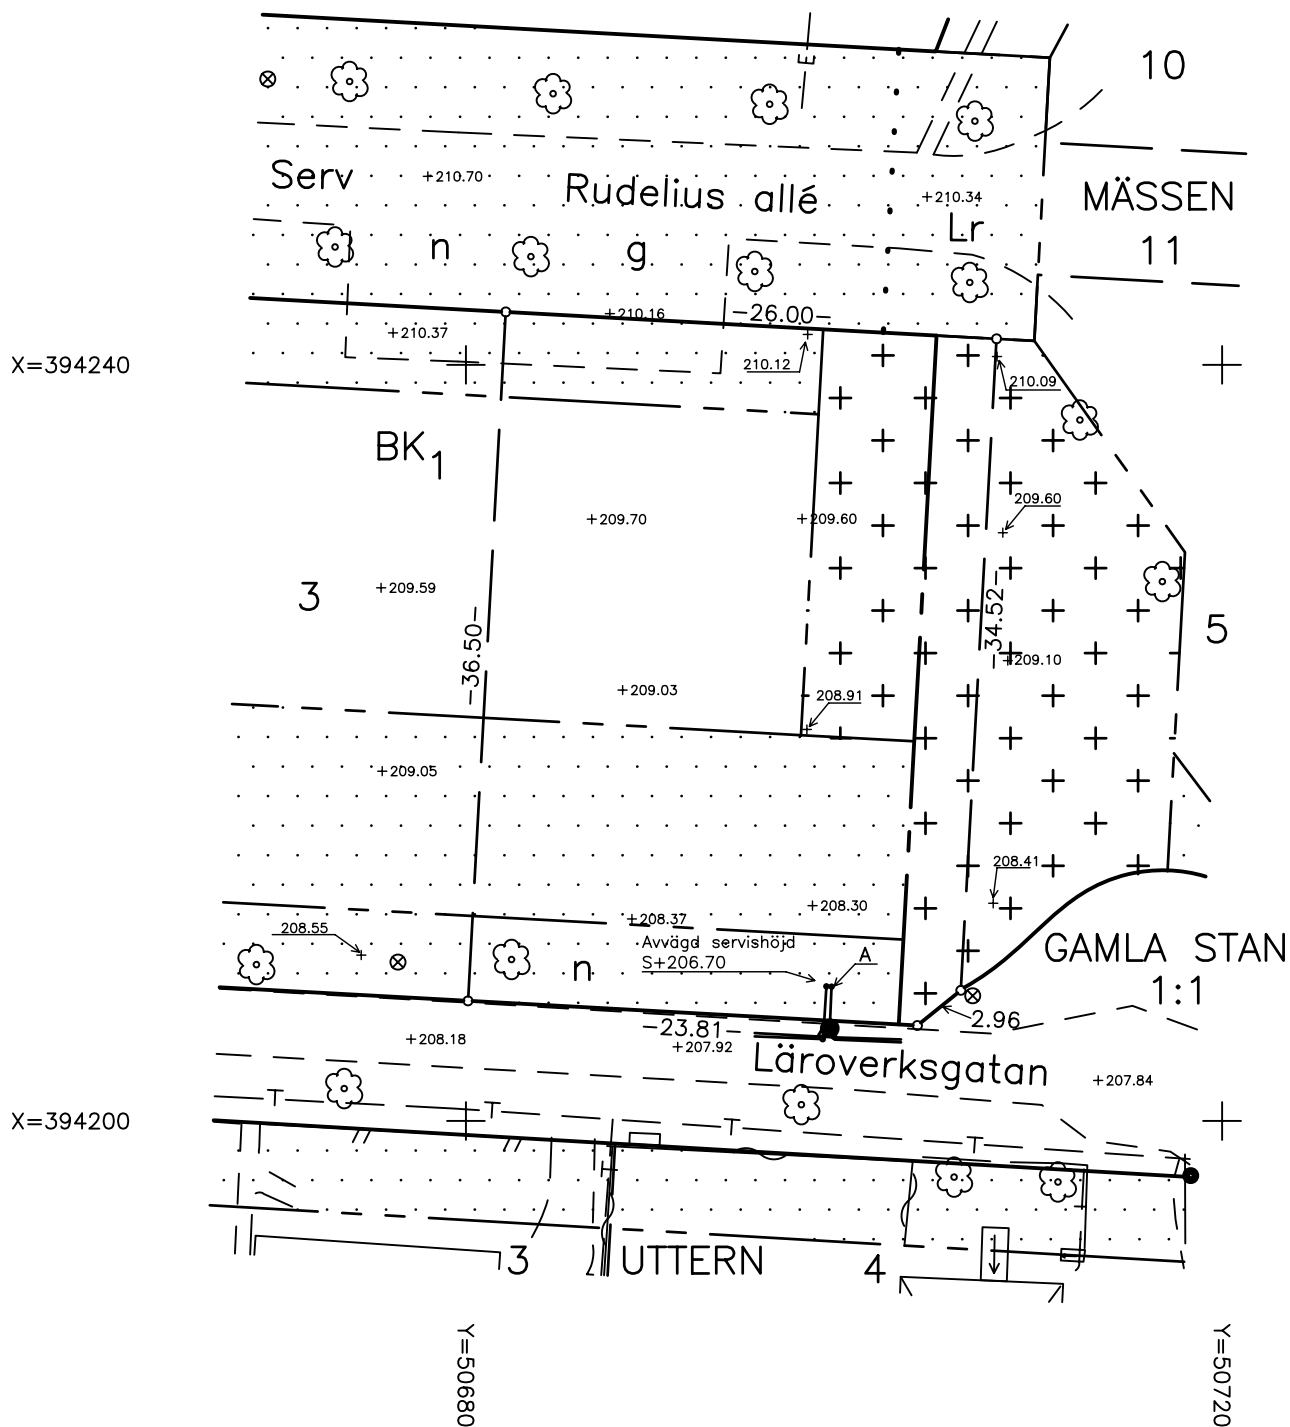 10
Serv
+210.70
Rudelius allé
+210.34
MÄSSEN
n
g
Lr
11
+210.16
-26.00-
+210.37
X=394240
210.12
210.09
BK1
209.60
+209.70
+209.60
+209.59
3
-36.50-
-34.52-
5
+209.10
+209.03
208.91
+209.05
208.41
+208.30
+208.37
208.55
Avvägd servishöjd
S+206.70
A
n
GAMLA STAN
1:1
2.96
-23.81-
+208.18
+207.92
Läroverksgatan
+207.84
T
T
X=394200
T
T
3
UTTERN
4
Y=50680
Y=50720